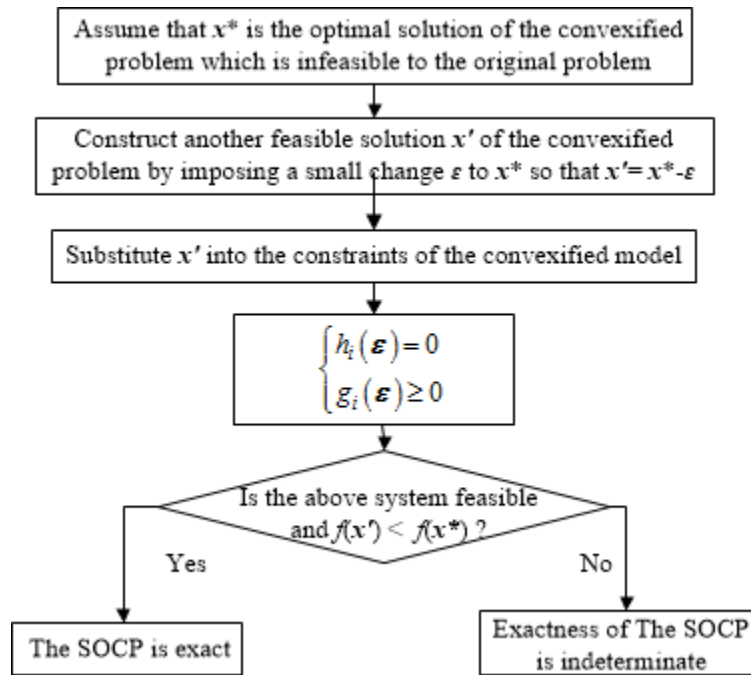 Assume that x* is the optimal solution of the convexified
problem which is infeasible to the original problem
Construct another feasible solution x' of the convexified
problem by imposing a small change ε to x* so that x'= x*-ε
Substitute x' into the constraints of the convexified model
h_i(ε)=0
g_i(ε)≥0
Is the above system feasible
and f(x') < f(x*) ?
Yes
No
The SOCP is exact
Exactness of The SOCP
is indeterminate